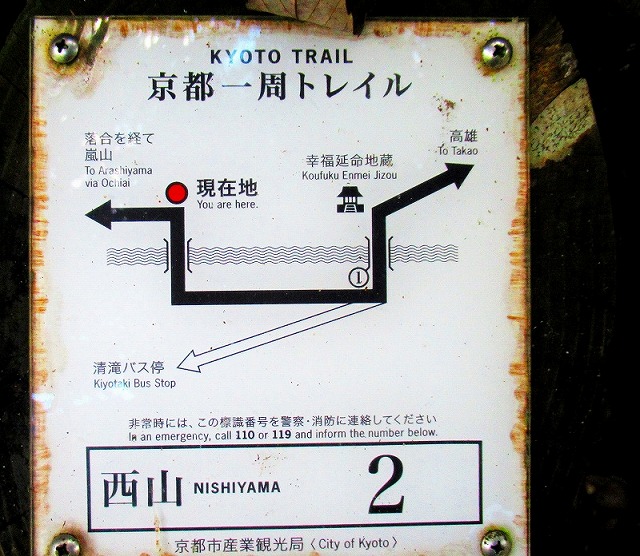 KYOTO TRAIL
京都一周トレイル
落合を経て
嵐山
To Arashiyama
via Ochiai
現在地
You are here.
幸福延命地蔵
Koufuku Enmei Jizou
高雄
To Takao
①
清滝バス停
Kiyotaki Bus Stop
非常時には、この標識番号を警察・消防に連絡してください
In an emergency, call 110 or 119 and inform the number below.
西山 NISHIYAMA 2
京都市産業観光局〈City of Kyoto〉